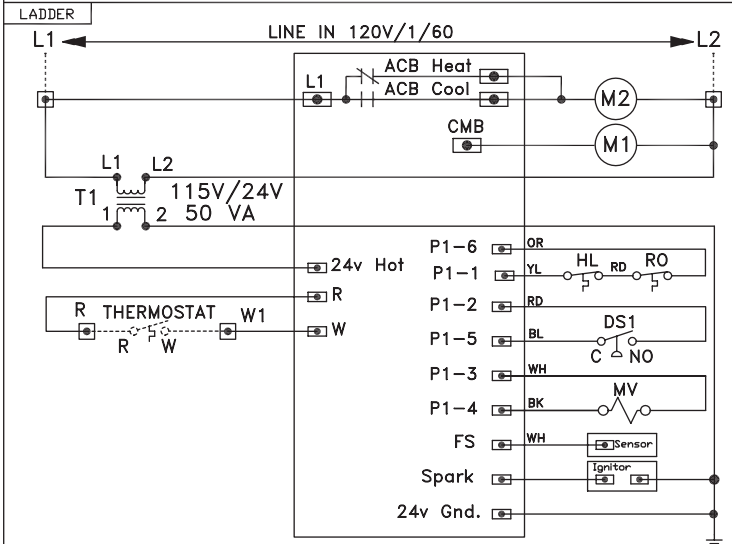 LADDER
L1 LINE IN 120V/1/60 L2
ACB Heat
L1 ACB Cool M2
CMB M1
L1 L2
T1 115V/24V
1 2 50 VA
P1-6 OR
24v Hot P1-1 YL HL RD RO
R P1-2 RD
R THERMOSTAT W1 DS1
R W W P1-5 BL C NO
P1-3 WH
MV
P1-4 BK
FS WH Sensor
Ignitor
Spark
24v Gnd.